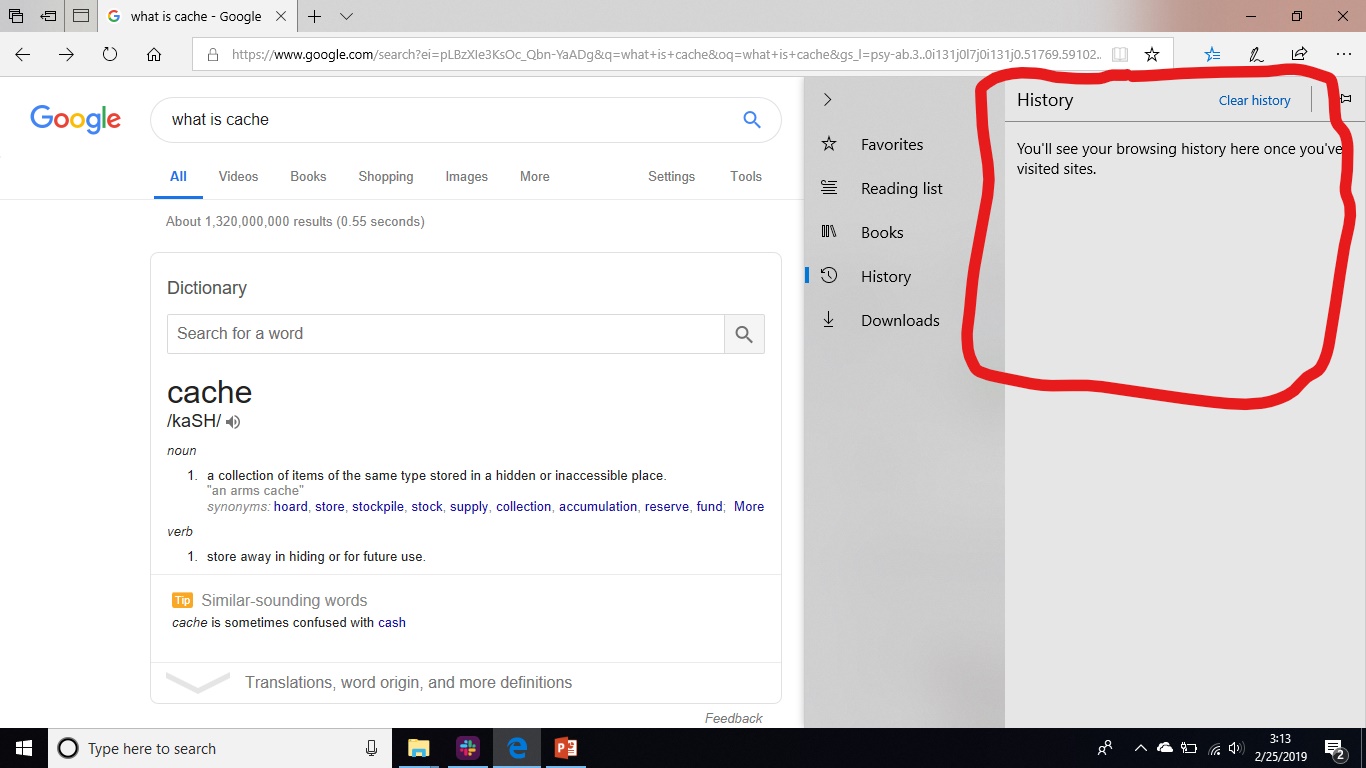 what is cache - Google
https://www.google.com/search?ei=pLBzXIe3KsOc_Qbn-YaADg&q=what+is+cache&oq=what+is+cache&gs_l=psy-ab.3..0i131j0l7j0i131j0.51769.59102..
Google
what is cache
All Videos Books Shopping Images More Settings Tools
About 1,320,000,000 results (0.55 seconds)
Dictionary
Search for a word
cache
/kaSH/
noun
1. a collection of items of the same type stored in a hidden or inaccessible place.
"an arms cache"
synonyms: hoard, store, stockpile, stock, supply, collection, accumulation, reserve, fund; More
verb
1. store away in hiding or for future use.
Tip Similar-sounding words
cache is sometimes confused with cash
Translations, word origin, and more definitions
Feedback
Favorites
Reading list
Books
History
Downloads
History Clear history
You'll see your browsing history here once you've
visited sites.
Type here to search
3:13
2/25/2019
2